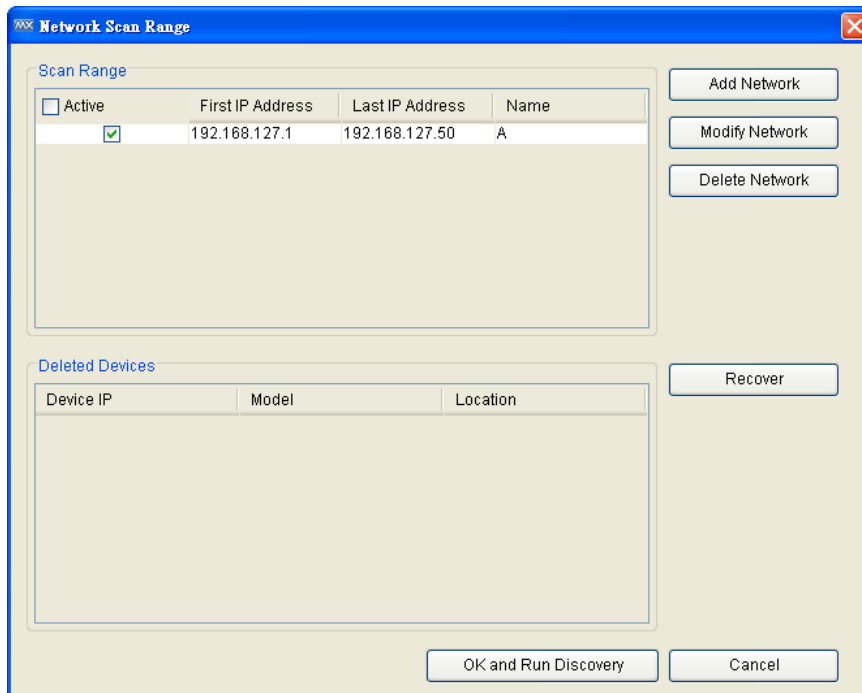 MX Network Scan Range
Scan Range
Active First IP Address Last IP Address Name
192.168.127.1 192.168.127.50 A
Add Network
Modify Network
Delete Network
Deleted Devices
Device IP Model Location
Recover
OK and Run Discovery Cancel